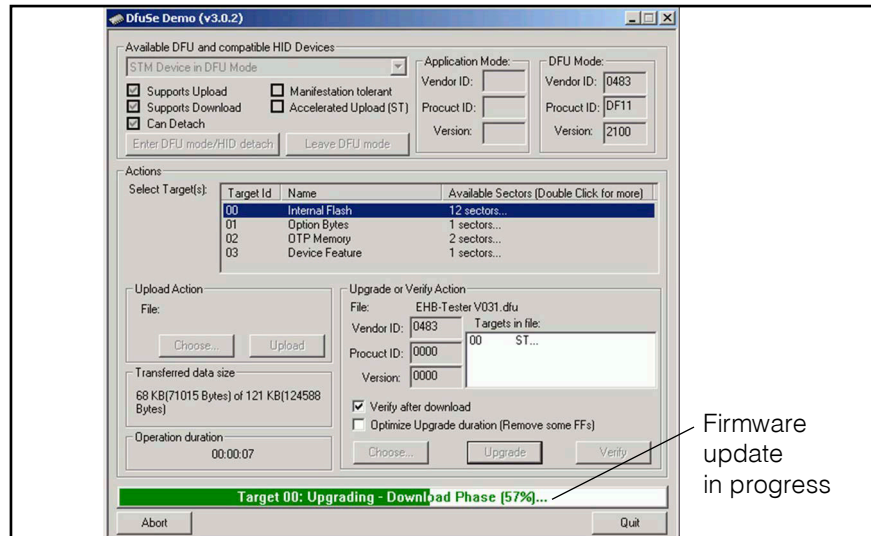 DfuSe Demo (v3.0.2)
Available DFU and compatible HID Devices
STM Device in DFU Mode
Supports Upload
Manifestation tolerant
Supports Download
Accelerated Upload (ST)
Can Detach
Enter DFU mode/HID detach
Leave DFU mode
Application Mode:
Vendor ID:
Procuct ID:
Version:
DFU Mode:
Vendor ID: 0483
Procuct ID: DF11
Version: 2100
Actions
Select Target(s):
Target Id Name Available Sectors (Double Click for more)
00 Internal Flash 12 sectors...
01 Option Bytes 1 sectors...
02 OTP Memory 2 sectors...
03 Device Feature 1 sectors...
Upload Action
File:
Choose... Upload
Transferred data size
68 KB(71015 Bytes) of 121 KB(124588
Bytes)
Operation duration
00:00:07
Upgrade or Verify Action
File: EHB-Tester V031.dfu
Vendor ID: 0483
Procuct ID: 0000
Version: 0000
Targets in file:
00 ST...
Verify after download
Optimize Upgrade duration (Remove some FFs)
Choose... Upgrade Verify
Target 00: Upgrading - Download Phase (57%)...
Abort Quit
Firmware
update
in progress